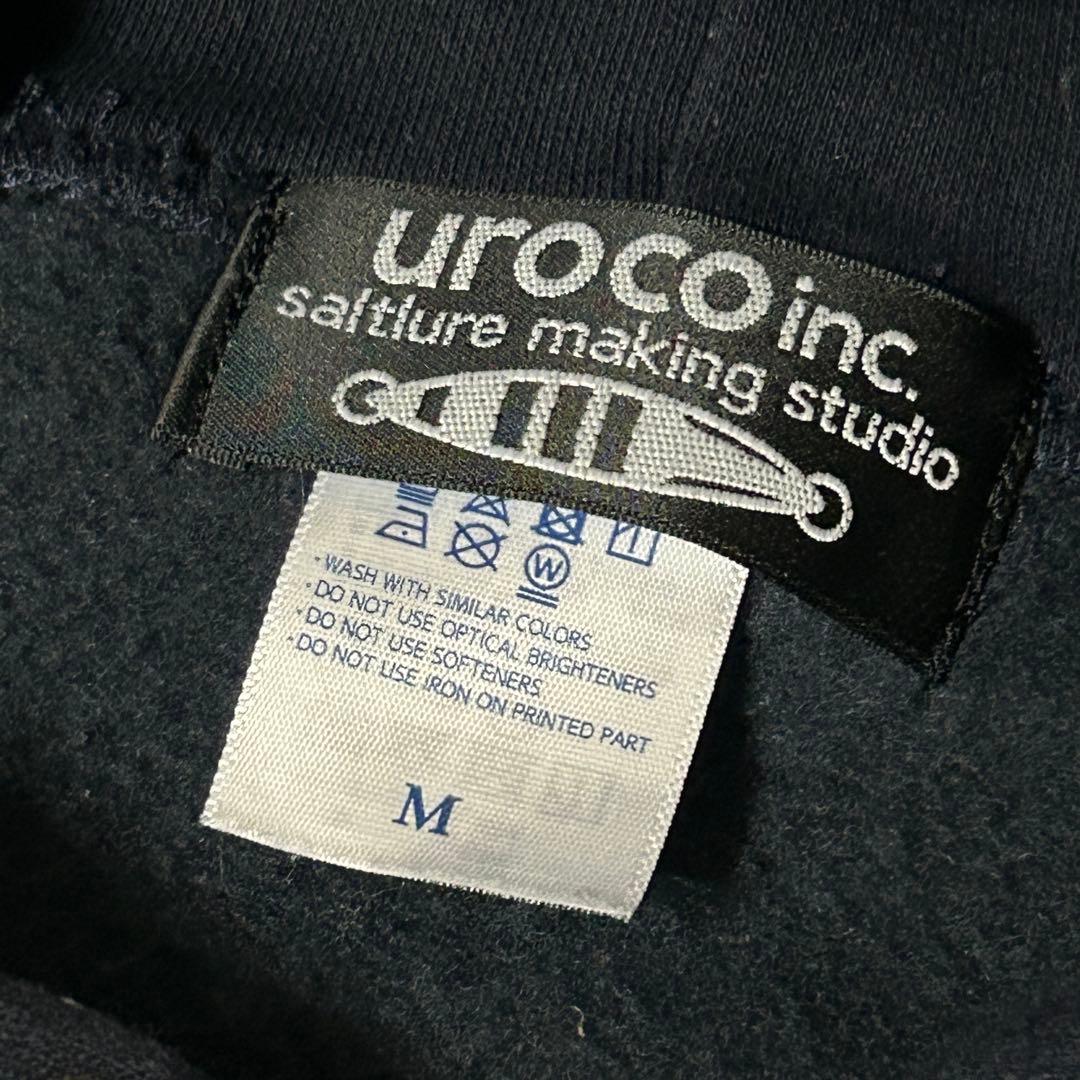 uroco inc.
saltlure making studio
W
· WASH WITH SIMILAR COLORS
· DO NOT USE OPTICAL BRIGHTENERS
· DO NOT USE SOFTENERS
· DO NOT USE IRON ON PRINTED PART
M